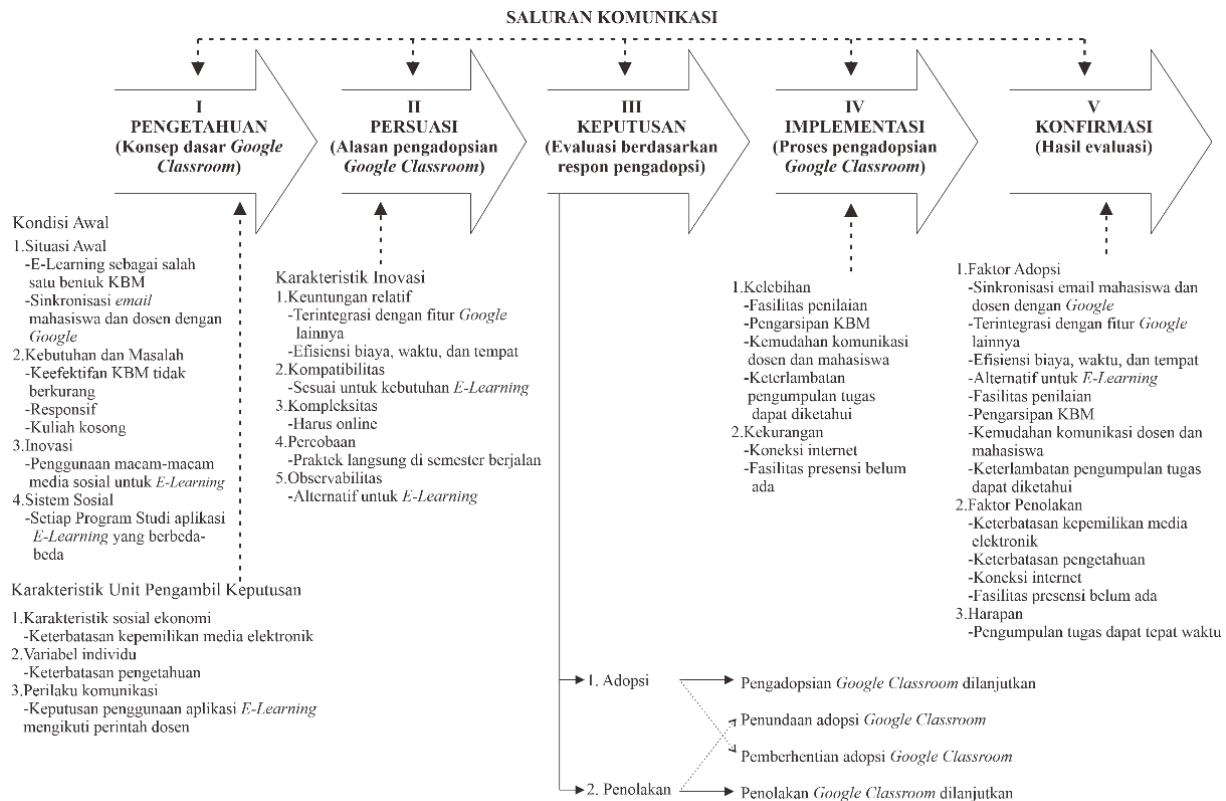 SALURAN KOMUNIKASI
I
PENGETAHUAN
(Konsep dasar Google
Classroom)
II
PERSUASI
(Alasan pengadopsian
Google Classroom)
III
KEPUTUSAN
(Evaluasi berdasarkan
respon pengadopsi)
IV
IMPLEMENTASI
(Proses pengadopsian
Google Classroom)
V
KONFIRMASI
(Hasil evaluasi)
Kondisi Awal
1.Situasi Awal
-E-Learning sebagai salah
satu bentuk KBM
-Sinkronisasi email
mahasiswa dan dosen dengan
Google
2.Kebutuhan dan Masalah
-Keefektifan KBM tidak
berkurang
-Responsif
-Kuliah kosong
3.Inovasi
-Penggunaan macam-macam
media sosial untuk E-Learning
4.Sistem Sosial
-Setiap Program Studi aplikasi
E-Learning yang berbeda-
beda
Karakteristik Unit Pengambil Keputusan
1.Karakteristik sosial ekonomi
-Keterbatasan kepemilikan media elektronik
2.Variabel individu
-Keterbatasan pengetahuan
3.Perilaku komunikasi
-Keputusan penggunaan aplikasi E-Learning
mengikuti perintah dosen
Karakteristik Inovasi
1.Keuntungan relatif
-Terintegrasi dengan fitur Google
lainnya
-Efisiensi biaya, waktu, dan tempat
2.Kompatibilitas
-Sesuai untuk kebutuhan E-Learning
3.Kompleksitas
-Harus online
4.Percobaan
-Praktek langsung di semester berjalan
5.Observabilitas
-Alternatif untuk E-Learning
1.Kelebihan
-Fasilitas penilaian
-Pengarsipan KBM
-Kemudahan komunikasi
dosen dan mahasiswa
-Keterlambatan
pengumpulan tugas
dapat diketahui
2.Kekurangan
-Koneksi internet
-Fasilitas presensi belum
ada
1.Faktor Adopsi
-Sinkronisasi email mahasiswa dan
dosen dengan Google
-Terintegrasi dengan fitur Google
lainnya
-Efisiensi biaya, waktu, dan tempat
-Alternatif untuk E-Learning
-Fasilitas penilaian
-Pengarsipan KBM
-Kemudahan komunikasi dosen dan
mahasiswa
-Keterlambatan pengumpulan tugas
dapat diketahui
2.Faktor Penolakan
-Keterbatasan kepemilikan media
elektronik
-Keterbatasan pengetahuan
-Koneksi internet
-Fasilitas presensi belum ada
3.Harapan
-Pengumpulan tugas dapat tepat waktu
1. Adopsi
Pengadopsian Google Classroom dilanjutkan
Penundaan adopsi Google Classroom
Pemberhentian adopsi Google Classroom
2. Penolakan
Penolakan Google Classroom dilanjutkan